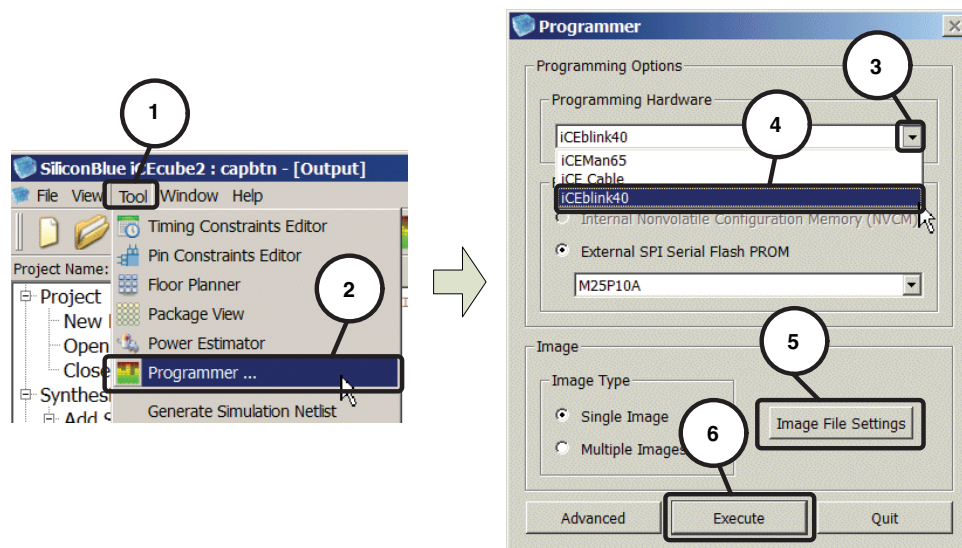 1
SiliconBlue iCEcube2 : capbtn - [Output]
File View Tool Window Help
Timing Constraints Editor
Project Name:
Pin Constraints Editor
Floor Planner
2
Project
Package View
New
Open
Power Estimator
Close
Programmer ...
Generate Simulation Netlist
Add S
Programmer
Programming Options
3
Programming Hardware
4
iCEblink40
iCEMan65
iCE Cable
iCEblink40
Internal Nonvolatile Configuration Memory (NVCM)
External SPI Serial Flash PROM
M25P10A
Image
5
Image Type
Single Image
Image File Settings
6
Multiple Images
Advanced Execute Quit